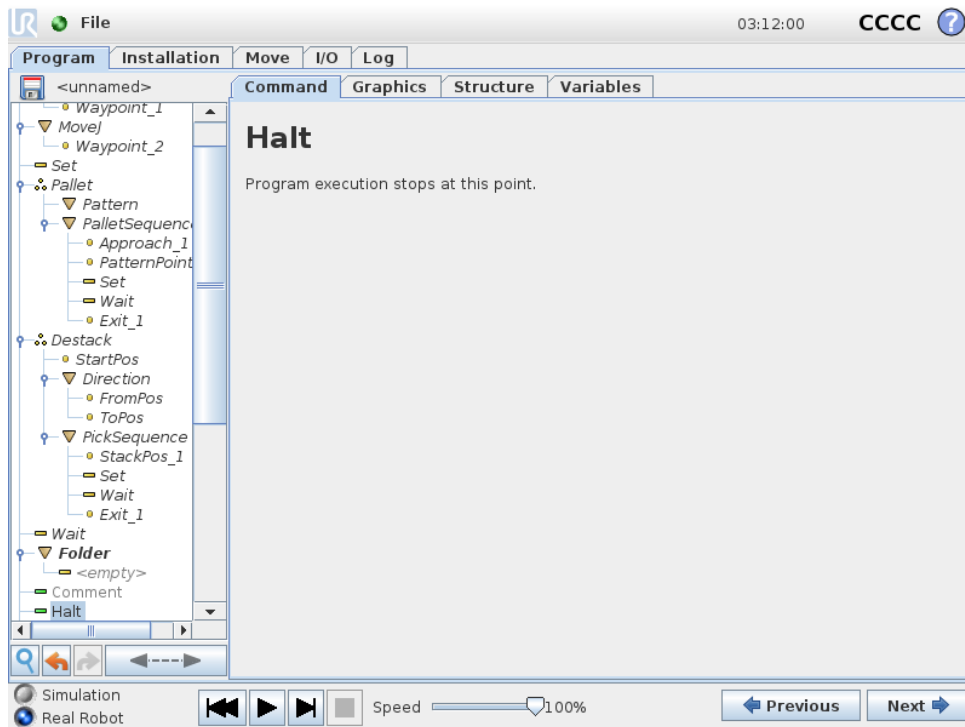 UR File 03:12:00 CCCC ?
Program Installation Move I/O Log
<unnamed>
Command Graphics Structure Variables
Waypoint_1
MoveJ
Waypoint_2
Set
Pallet
Pattern
PalletSequenc
Approach_1
PatternPoint
Set
Wait
Exit_1
Destack
StartPos
Direction
FromPos
ToPos
PickSequence
StackPos_1
Set
Wait
Exit_1
Wait
Folder
<empty>
Comment
Halt
Halt
Program execution stops at this point.
Simulation
Real Robot
Speed 100%
Previous Next